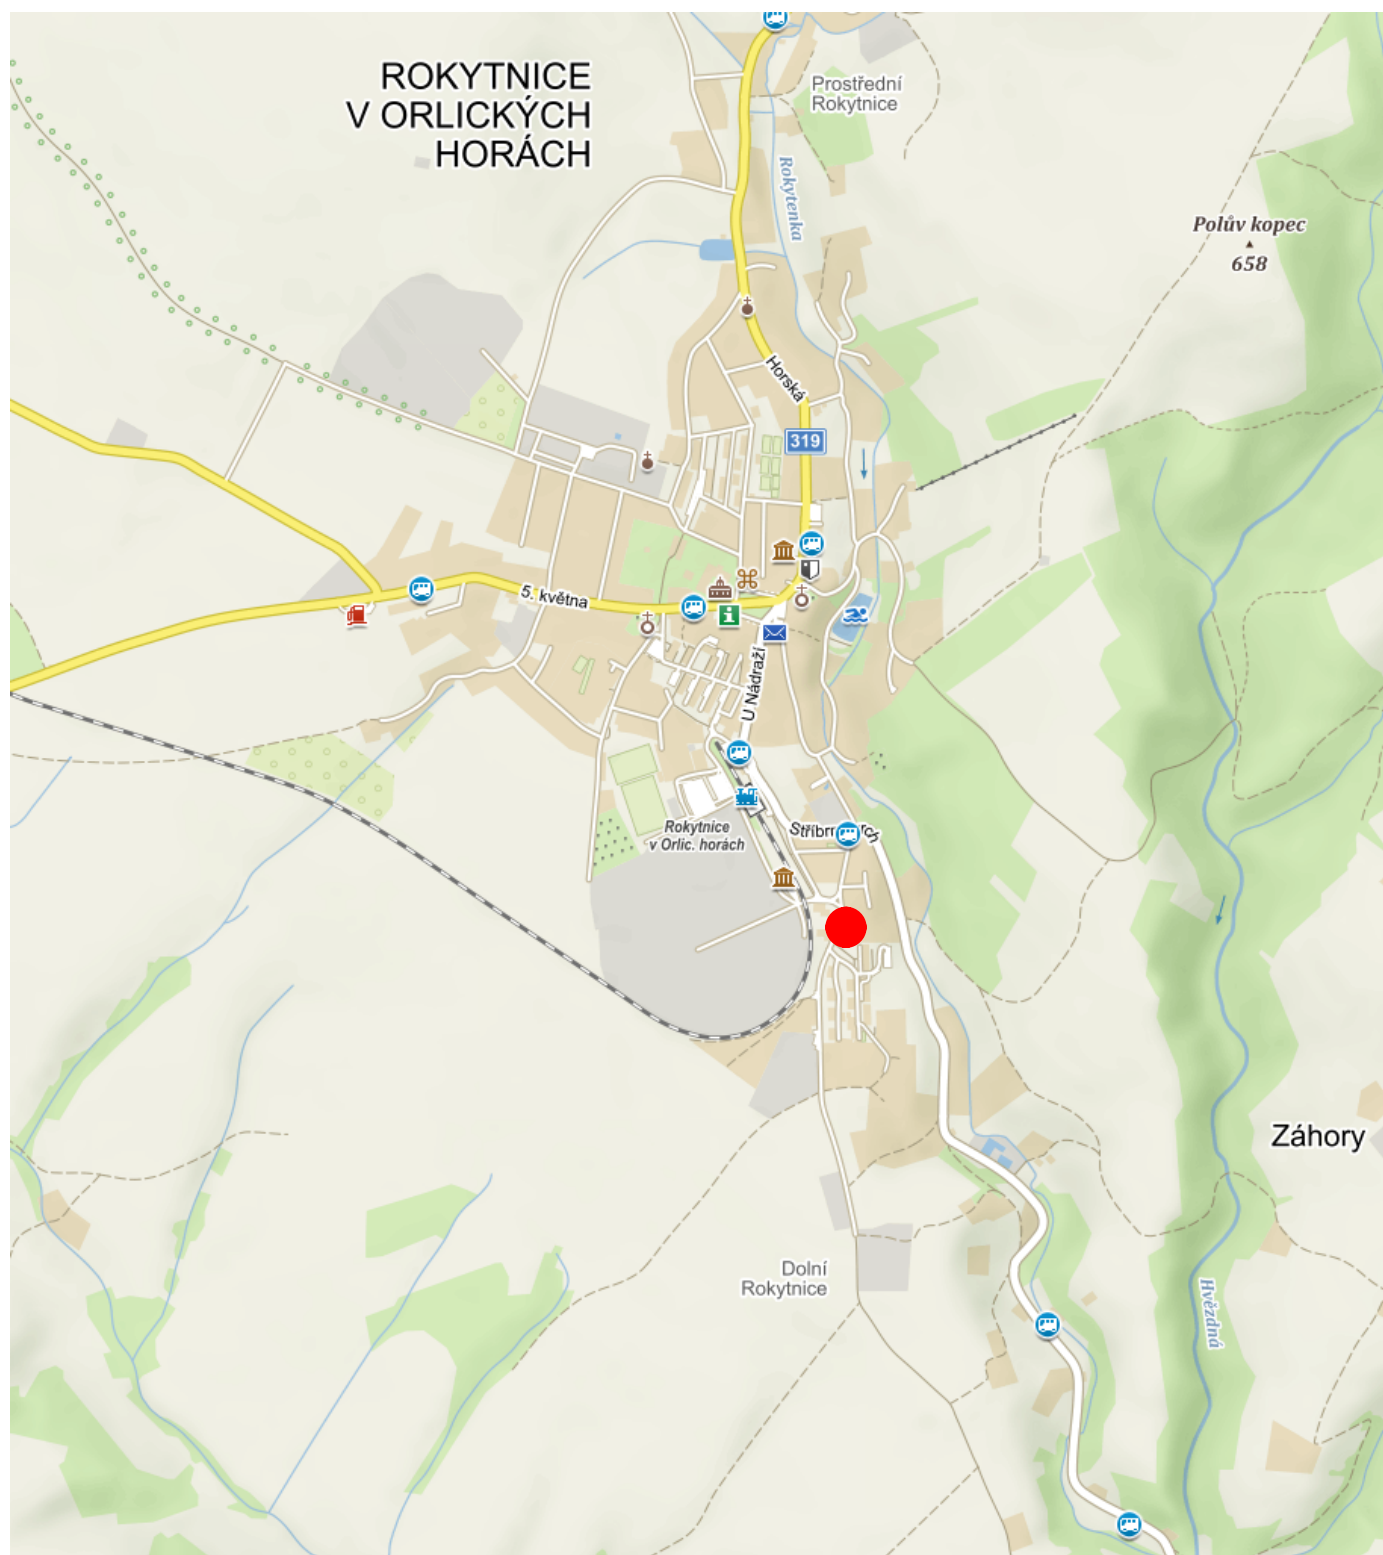 ROKYTNICE
V ORLICKÝCH
HORÁCH
Prostřední
Rokytnice
Rokytenka
Polův kopec
658
Horská
319
5. května
U Nádraží
Rokytnice
v Orlic. horách
Dolní
Rokytnice
Záhory
Hvězdná